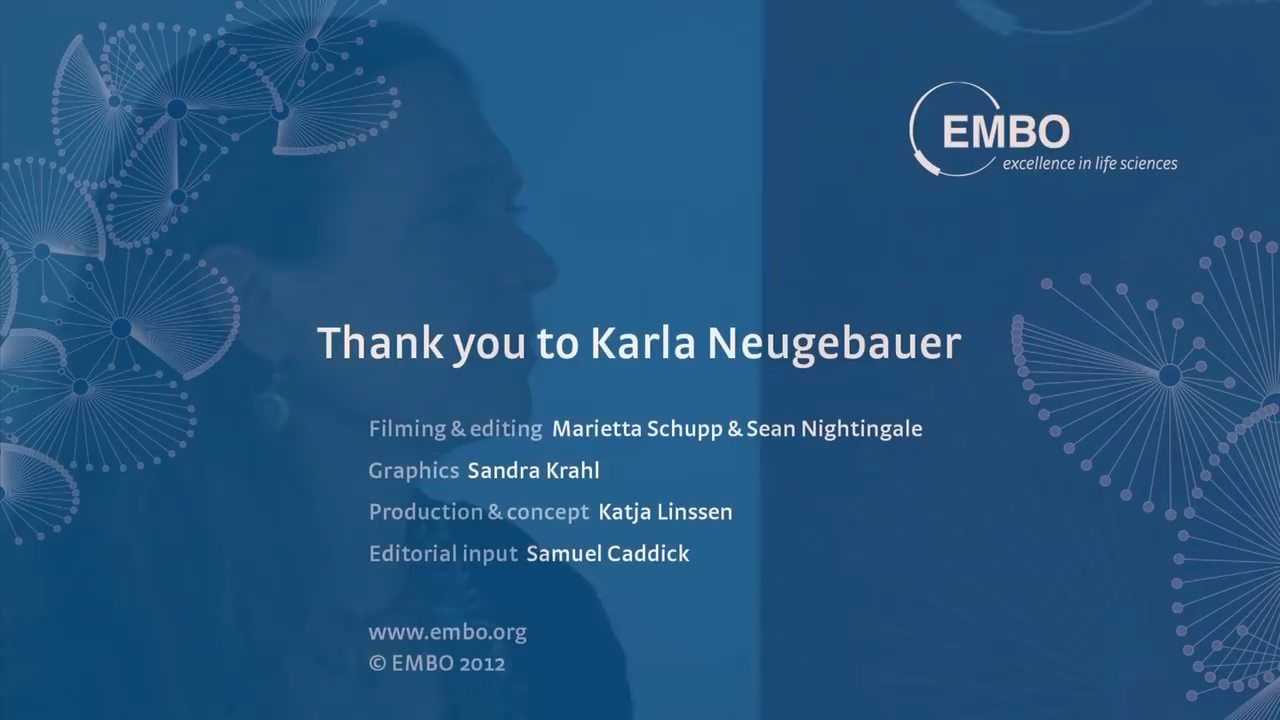 EMBO
excellence in life sciences
Thank you to Karla Neugebauer
Filming & editing Marietta Schupp & Sean Nightingale
Graphics Sandra Krahl
Production & concept Katja Linssen
Editorial input Samuel Caddick
www.embo.org
© EMBO 2012